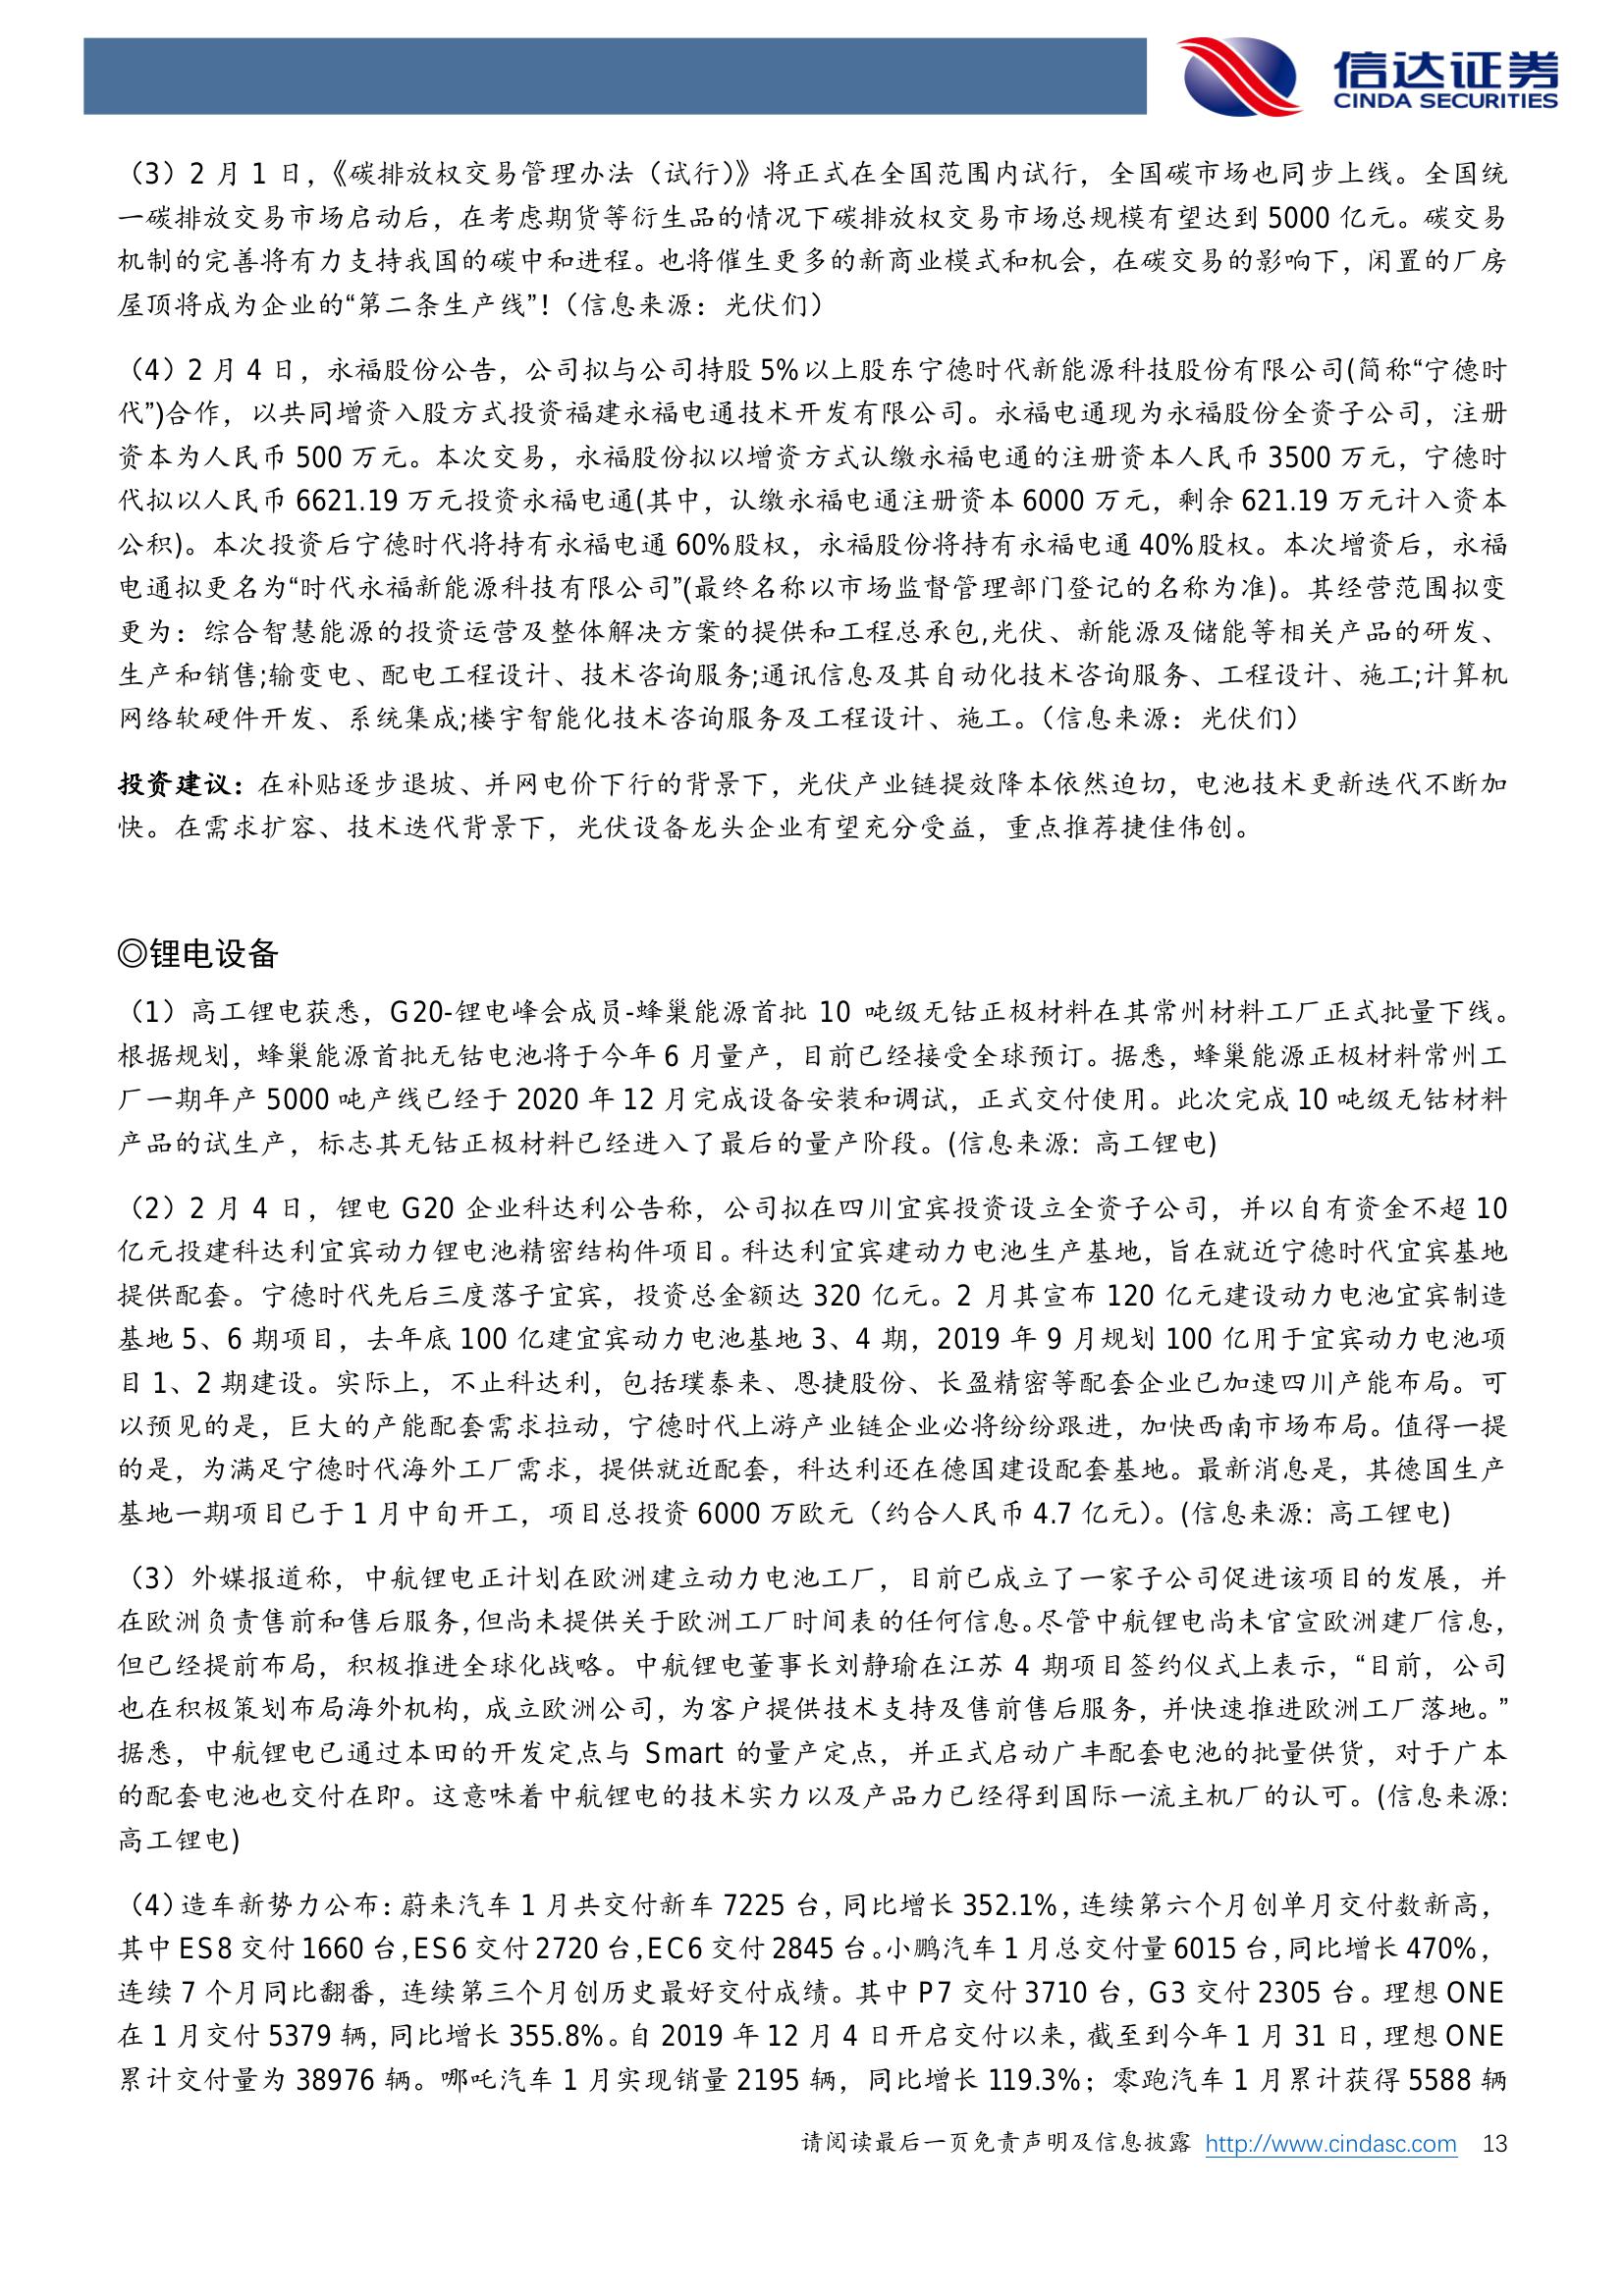 信达证券
CINDA SECURITIES
（3）2 月 1 日，《碳排放权交易管理办法（试行）》将正式在全国范围内试行，全国碳市场也同步上线。全国统
一碳排放交易市场启动后，在考虑期货等衍生品的情况下碳排放权交易市场总规模有望达到 5000 亿元。碳交易
机制的完善将有力支持我国的碳中和进程。也将催生更多的新商业模式和机会，在碳交易的影响下，闲置的厂房
屋顶将成为企业的“第二条生产线”！（信息来源：光伏们）
（4）2 月 4 日，永福股份公告，公司拟与公司持股 5%以上股东宁德时代新能源科技股份有限公司(简称“宁德时
代”)合作，以共同增资入股方式投资福建永福电通技术开发有限公司。永福电通现为永福股份全资子公司，注册
资本为人民币 500 万元。本次交易，永福股份拟以增资方式认缴永福电通的注册资本人民币 3500 万元，宁德时
代拟以人民币 6621.19 万元投资永福电通(其中，认缴永福电通注册资本 6000 万元，剩余 621.19 万元计入资本
公积)。本次投资后宁德时代将持有永福电通 60%股权，永福股份将持有永福电通 40%股权。本次增资后，永福
电通拟更名为“时代永福新能源科技有限公司”(最终名称以市场监督管理部门登记的名称为准)。其经营范围拟变
更为：综合智慧能源的投资运营及整体解决方案的提供和工程总承包,光伏、新能源及储能等相关产品的研发、
生产和销售;输变电、配电工程设计、技术咨询服务;通讯信息及其自动化技术咨询服务、工程设计、施工;计算机
网络软硬件开发、系统集成;楼宇智能化技术咨询服务及工程设计、施工。（信息来源：光伏们）
投资建议：在补贴逐步退坡、并网电价下行的背景下，光伏产业链提效降本依然迫切，电池技术更新迭代不断加
快。在需求扩容、技术迭代背景下，光伏设备龙头企业有望充分受益，重点推荐捷佳伟创。
◎锂电设备
（1）高工锂电获悉，G20-锂电峰会成员-蜂巢能源首批 10 吨级无钴正极材料在其常州材料工厂正式批量下线。
根据规划，蜂巢能源首批无钴电池将于今年 6 月量产，目前已经接受全球预订。据悉，蜂巢能源正极材料常州工
厂一期年产 5000 吨产线已经于 2020 年 12 月完成设备安装和调试，正式交付使用。此次完成 10 吨级无钴材料
产品的试生产，标志其无钴正极材料已经进入了最后的量产阶段。(信息来源: 高工锂电)
（2）2 月 4 日，锂电 G20 企业科达利公告称，公司拟在四川宜宾投资设立全资子公司，并以自有资金不超 10
亿元投建科达利宜宾动力锂电池精密结构件项目。科达利宜宾建动力电池生产基地，旨在就近宁德时代宜宾基地
提供配套。宁德时代先后三度落子宜宾，投资总金额达 320 亿元。2 月其宣布 120 亿元建设动力电池宜宾制造
基地 5、6 期项目，去年底 100 亿建宜宾动力电池基地 3、4 期，2019 年 9 月规划 100 亿用于宜宾动力电池项
目 1、2 期建设。实际上，不止科达利，包括璞泰来、恩捷股份、长盈精密等配套企业已加速四川产能布局。可
以预见的是，巨大的产能配套需求拉动，宁德时代上游产业链企业必将纷纷跟进，加快西南市场布局。值得一提
的是，为满足宁德时代海外工厂需求，提供就近配套，科达利还在德国建设配套基地。最新消息是，其德国生产
基地一期项目已于 1 月中旬开工，项目总投资 6000 万欧元（约合人民币 4.7 亿元）。(信息来源: 高工锂电)
（3）外媒报道称，中航锂电正计划在欧洲建立动力电池工厂，目前已成立了一家子公司促进该项目的发展，并
在欧洲负责售前和售后服务，但尚未提供关于欧洲工厂时间表的任何信息。尽管中航锂电尚未官宣欧洲建厂信息，
但已经提前布局，积极推进全球化战略。中航锂电董事长刘静瑜在江苏 4 期项目签约仪式上表示，“目前，公司
也在积极策划布局海外机构，成立欧洲公司，为客户提供技术支持及售前售后服务，并快速推进欧洲工厂落地。”
据悉，中航锂电已通过本田的开发定点与 Smart 的量产定点，并正式启动广丰配套电池的批量供货，对于广本
的配套电池也交付在即。这意味着中航锂电的技术实力以及产品力已经得到国际一流主机厂的认可。(信息来源:
高工锂电)
（4）造车新势力公布：蔚来汽车 1 月共交付新车 7225 台，同比增长 352.1%，连续第六个月创单月交付数新高，
其中 ES8 交付 1660 台，ES6 交付 2720 台，EC6 交付 2845 台。小鹏汽车 1 月总交付量 6015 台，同比增长 470%，
连续 7 个月同比翻番，连续第三个月创历史最好交付成绩。其中 P7 交付 3710 台，G3 交付 2305 台。理想 ONE
在 1 月交付 5379 辆，同比增长 355.8%。自 2019 年 12 月 4 日开启交付以来，截至到今年 1 月 31 日，理想 ONE
累计交付量为 38976 辆。哪吒汽车 1 月实现销量 2195 辆，同比增长 119.3%；零跑汽车 1 月累计获得 5588 辆
请阅读最后一页免责声明及信息披露 http://www.cindasc.com 13